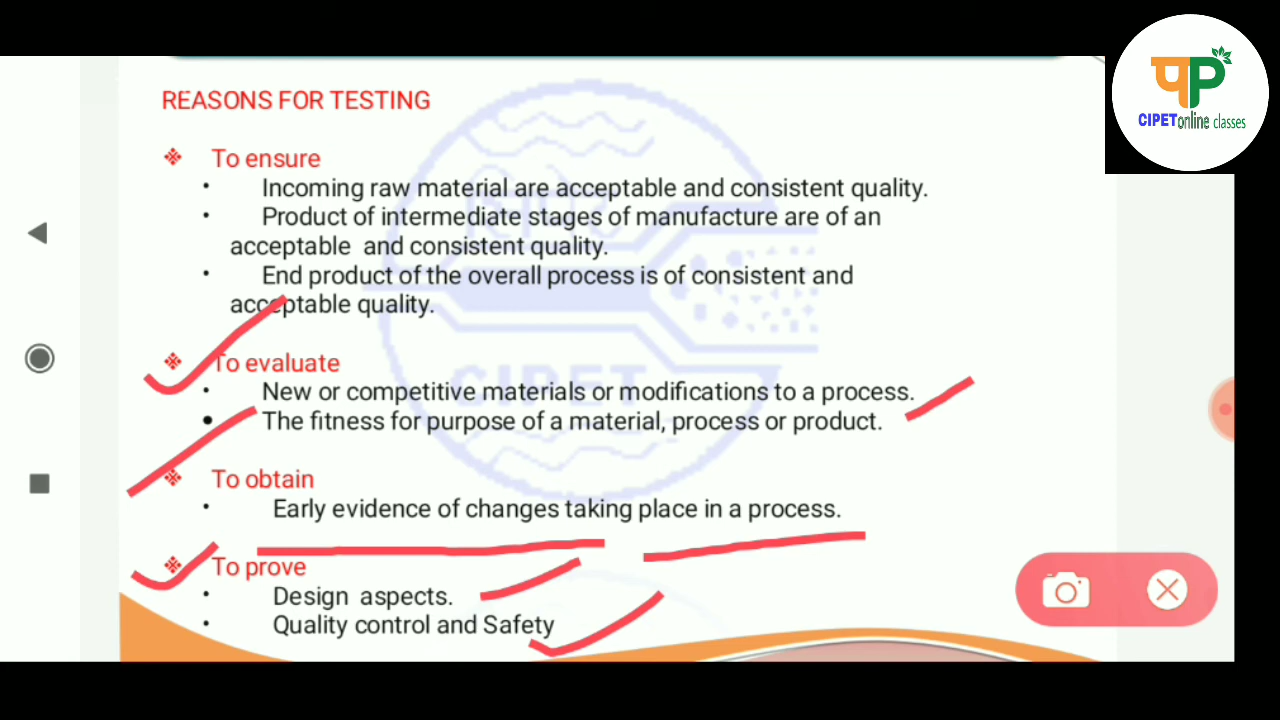 पP
CIPET online classes
REASONS FOR TESTING
❖ To ensure
• Incoming raw material are acceptable and consistent quality.
• Product of intermediate stages of manufacture are of an
acceptable and consistent quality.
• End product of the overall process is of consistent and
acceptable quality.
❖ To evaluate
• New or competitive materials or modifications to a process.
• The fitness for purpose of a material, process or product.
❖ To obtain
• Early evidence of changes taking place in a process.
❖ To prove
• Design aspects.
• Quality control and Safety
CIPET